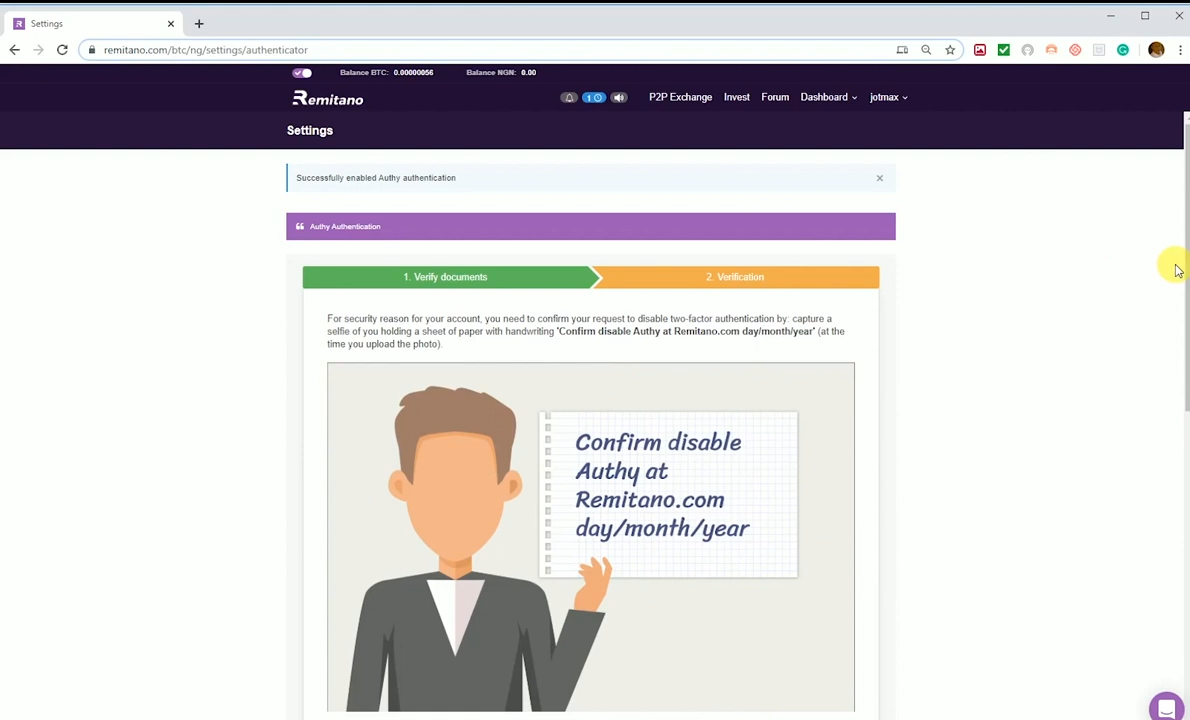 Settings
remitano.com/btc/ng/settings/authenticator
Balance BTC: 0.00000056 Balance NGN: 0.00
Remitano 1 P2P Exchange Invest Forum Dashboard jotmax
Settings
Successfully enabled Authy authentication
Authy Authentication
1. Verify documents 2. Verification
For security reason for your account, you need to confirm your request to disable two-factor authentication by: capture a
selfie of you holding a sheet of paper with handwriting 'Confirm disable Authy at Remitano.com day/month/year' (at the
time you upload the photo).
Confirm disable
Authy at
Remitano.com
day/month/year